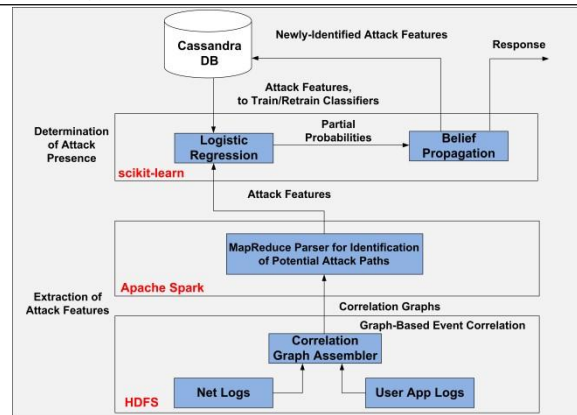 Cassandra
DB
Newly-Identified Attack Features
Response
Attack Features,
to Train/Retrain Classifiers
Determination
of Attack
Presence
Logistic
Regression
Partial
Probabilities
Belief
Propagation
scikit-learn
Attack Features
MapReduce Parser for Identification
of Potential Attack Paths
Apache Spark
Extraction of
Attack Features
Correlation Graphs
Graph-Based Event Correlation
Correlation
Graph Assembler
Net Logs
User App Logs
HDFS